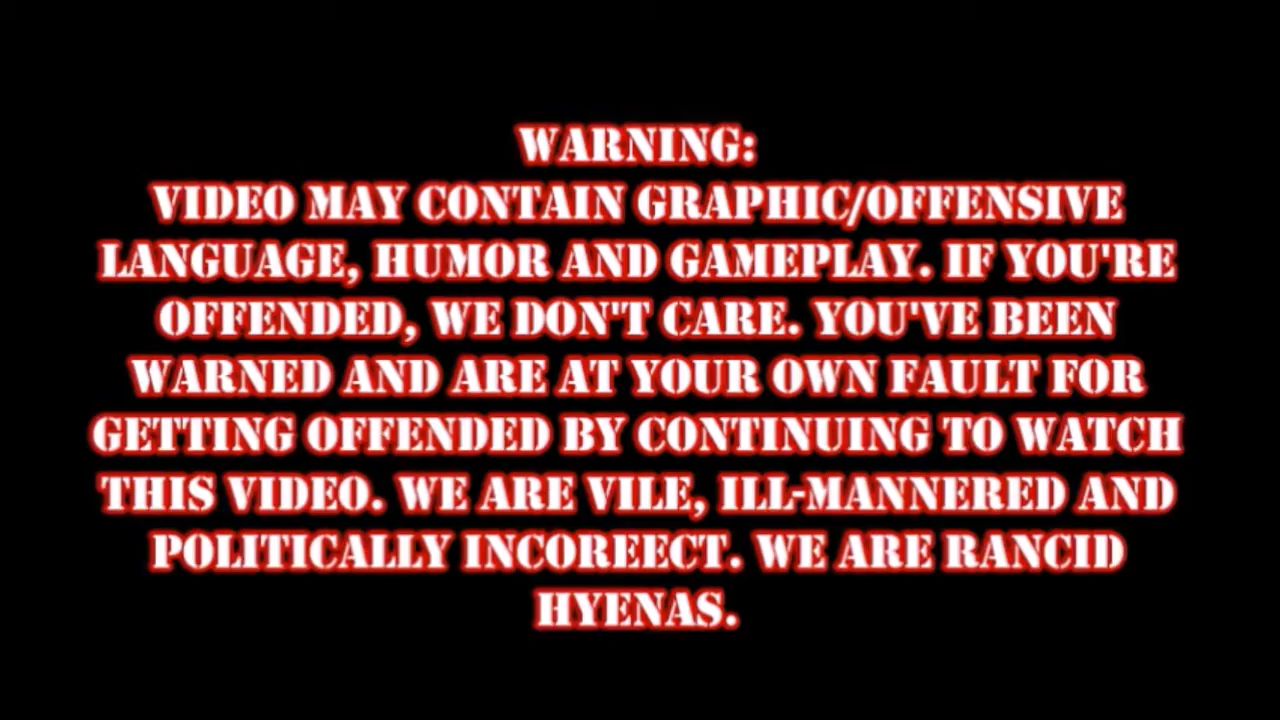 WARNING:
VIDEO MAY CONTAIN GRAPHIC/OFFENSIVE
LANGUAGE, HUMOR AND GAMEPLAY. IF YOU'RE
OFFENDED, WE DON'T CARE. YOU'VE BEEN
WARNED AND ARE AT YOUR OWN FAULT FOR
GETTING OFFENDED BY CONTINUING TO WATCH
THIS VIDEO. WE ARE VILE, ILL-MANNERED AND
POLITICALLY INCOREECT. WE ARE RANCID
HYENAS.